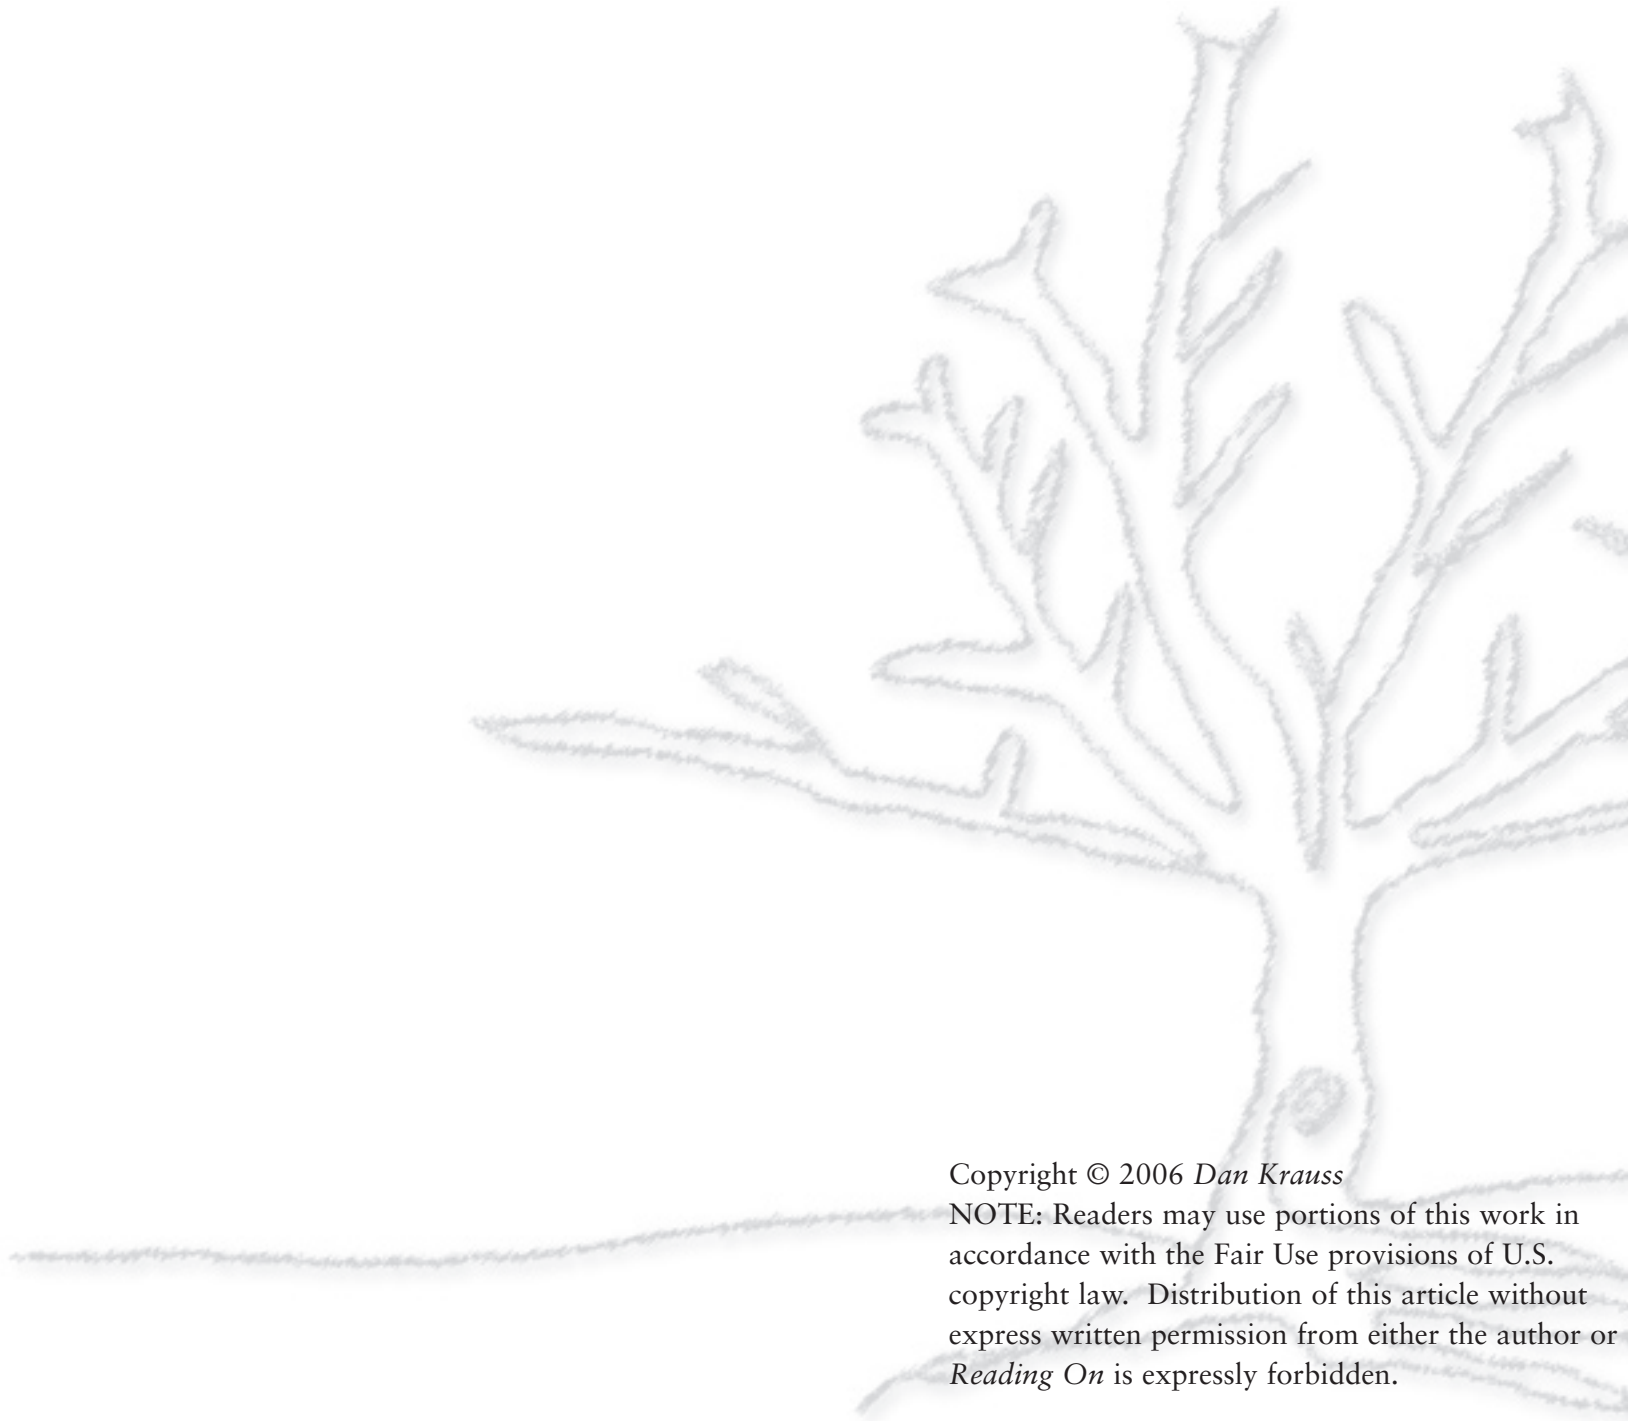 Copyright © 2006 Dan Krauss
NOTE: Readers may use portions of this work in
accordance with the Fair Use provisions of U.S.
copyright law.  Distribution of this article without
express written permission from either the author or
Reading On is expressly forbidden.